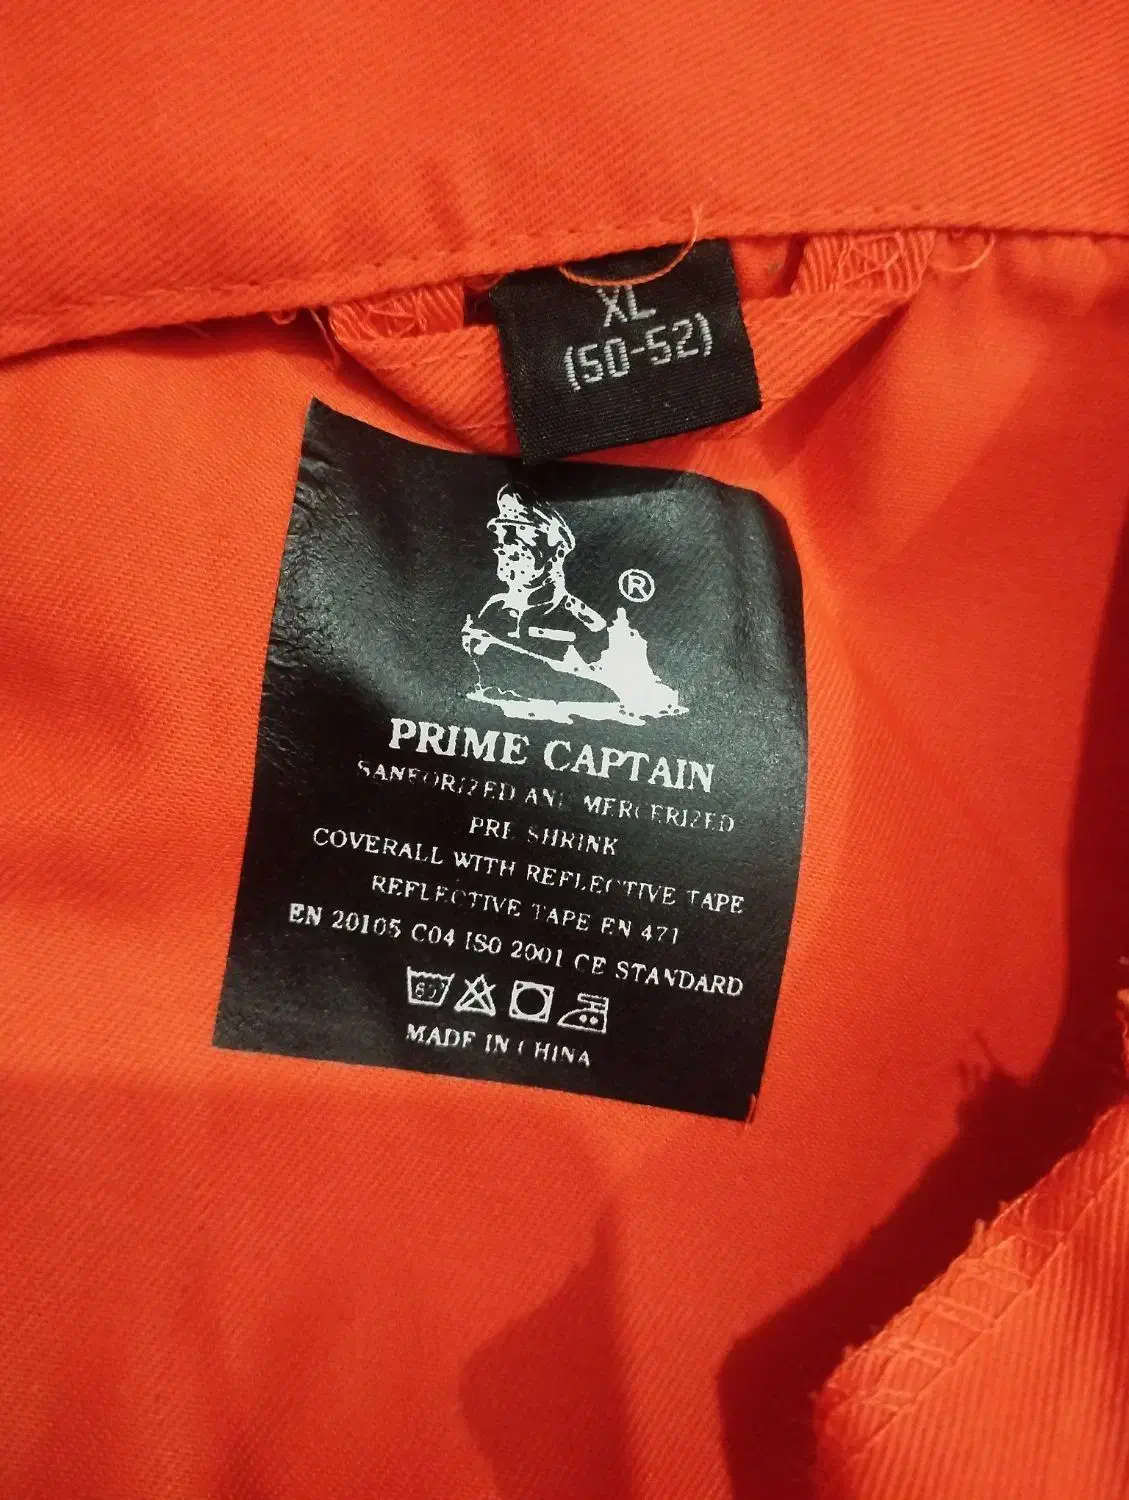 XL
(50-52)
®
PRIME CAPTAIN
SANFORIZED AND MERCERIZED
PRE SHRINK
COVERALL WITH REFLECTIVE TAPE
REFLECTIVE TAPE EN 471
EN 20105 C04 ISO 2001 CE STANDARD
60°
MADE IN CHINA